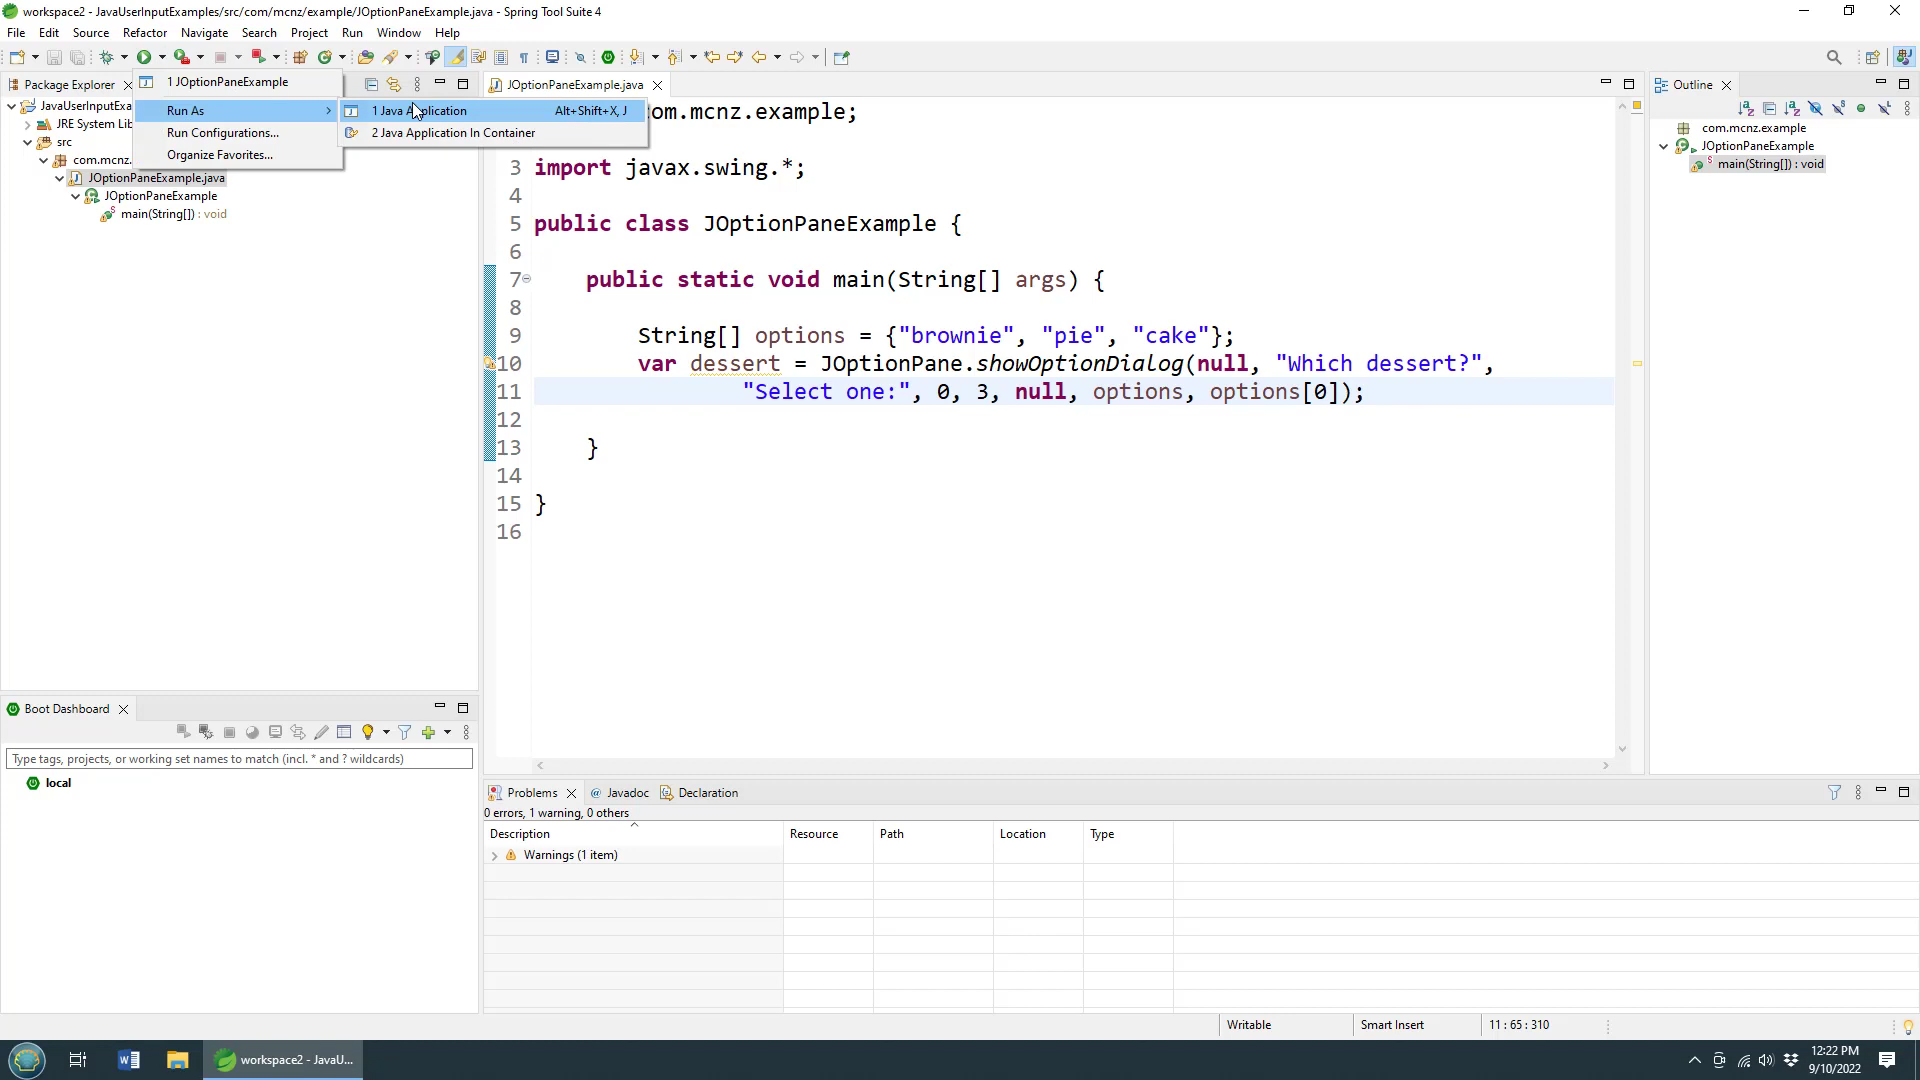 workspace2 - JavaUserInputExamples/src/com/mcnz/example/JOptionPaneExample.java - Spring Tool Suite 4
File Edit Source Refactor Navigate Search Project Run Window Help
Package Explorer
1 JOptionPaneExample
Run As
Run Configurations...
Organize Favorites...
1 Java Application Alt+Shift+X, J
2 Java Application In Container
JavaUserInputExa
JRE System Lib
src
com.mcnz.
JOptionPaneExample.java
JOptionPaneExample
main(String[]) : void
JOptionPaneExample.java
om.mcnz.example;
3 import javax.swing.*;
4
5 public class JOptionPaneExample {
6
7 public static void main(String[] args) {
8
9 String[] options = {"brownie", "pie", "cake"};
10 var dessert = JOptionPane.showOptionDialog(null, "Which dessert?",
11 "Select one:", 0, 3, null, options, options[0]);
12
13 }
14
15 }
16
Outline
com.mcnz.example
JOptionPaneExample
main(String[]) : void
Boot Dashboard
Type tags, projects, or working set names to match (incl. * and ? wildcards)
local
Problems @ Javadoc Declaration
0 errors, 1 warning, 0 others
Description Resource Path Location Type
Warnings (1 item)
Writable Smart Insert 11 : 65 : 310
workspace2 - JavaU...
12:22 PM
9/10/2022